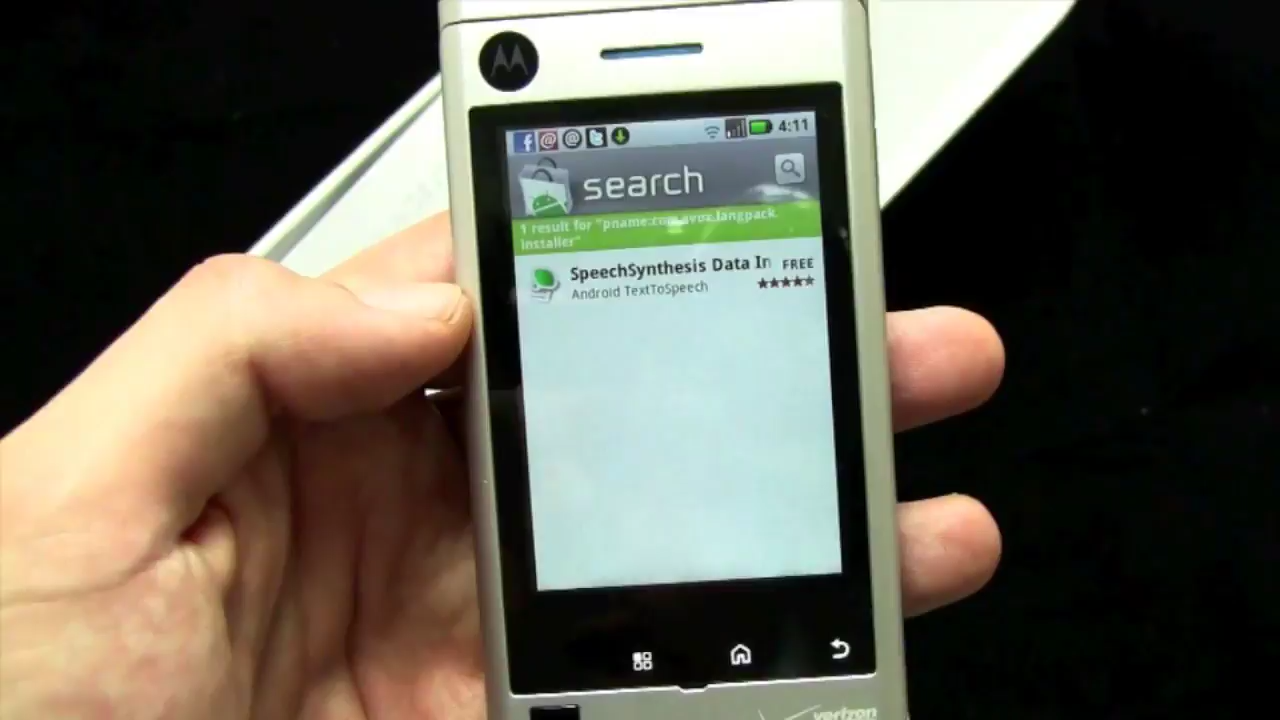 4:11
search
1 result for "pname:com.svox.langpack.
installer"
SpeechSynthesis Data In
FREE
Android TextToSpeech
verizon